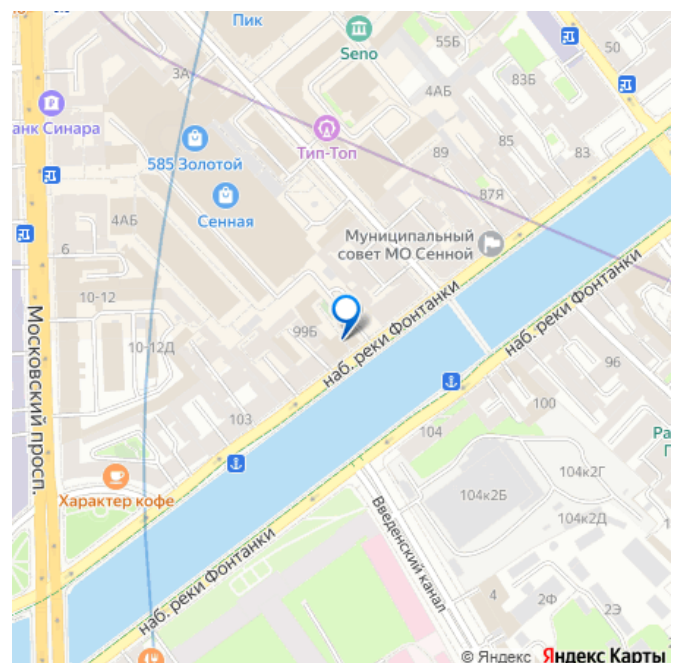 Пик
Seno
55Б
50
3А
83Б
4АБ
анк Синара
Тип-Топ
85
585 Золотой
89
83
87Я
Сенная
4АБ
Муниципальный
совет МО Сенной
6
10-12
наб. реки Фонтанки
наб. реки Фонтанки
Московский просп.
99Б
10-12Д
96
103
100
104
Ра
П
104к2Г
Характер кофе
104к2Б
104к2Д
Введенский канал
наб. реки Фонтанки
4
2Ф
2Э
© Яндекс Яндекс Карты